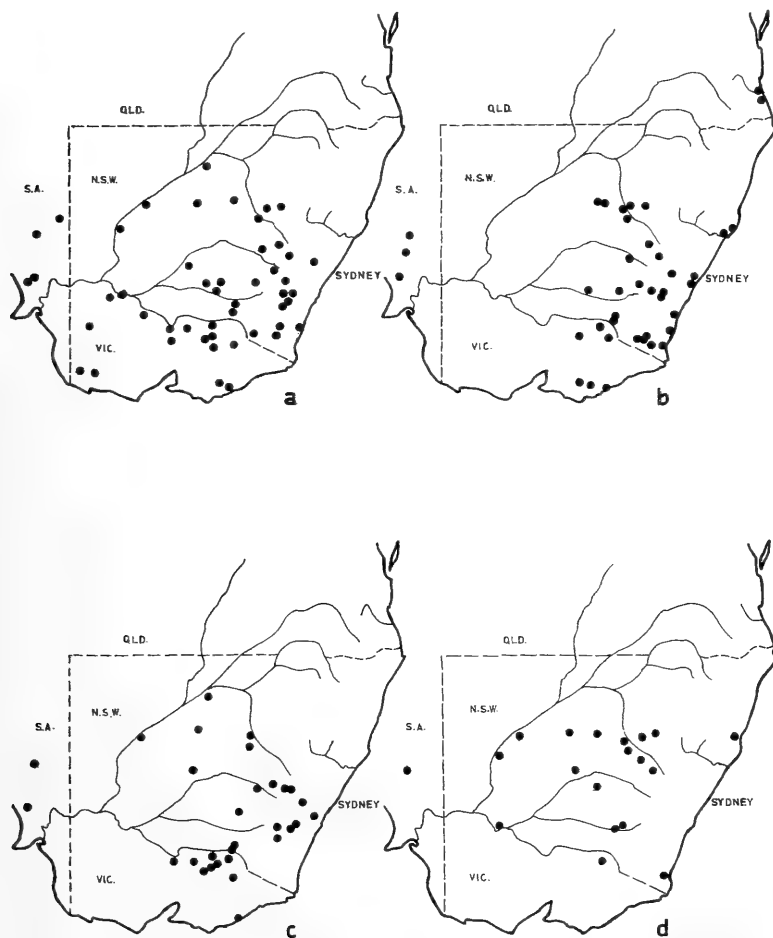 QLD.
S.A.
N.S.W.
SYDNEY
VIC.
a
QLD.
S.A.
N.S.W.
SYDNEY
VIC.
b
QLD.
S.A.
N.S.W.
SYDNEY
VIC.
c
QLD.
S.A.
N.S.W.
SYDNEY
VIC.
d